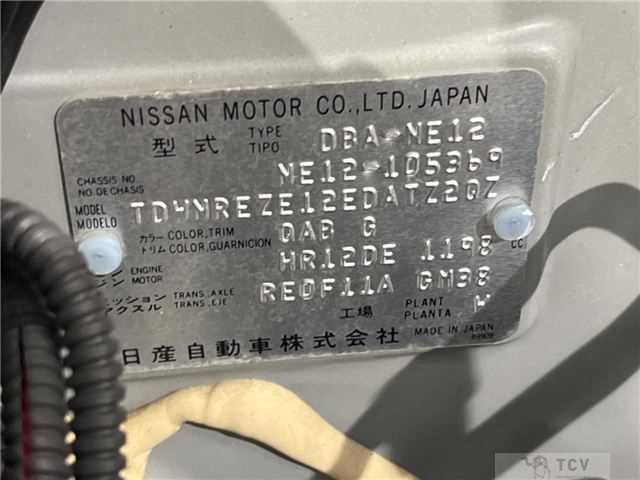 NISSAN MOTOR CO.,LTD. JAPAN
型式 TYPE TIPO DBA-ME12
CHASSIS NO. NO.DE CHASIS ME12-105369
MODEL MODELO TDYMREZE12EDATZ2QZ
カラー COLOR, TRIM トリム COLOR, GUARNICION QAB G
ENGINE MOTOR HR12DE 1198 CC
TRANS., AXLE TRANS., EJE RE0F11A GM38
工場 PLANT PLANTA
日産自動車株式会社 MADE IN JAPAN
TCV